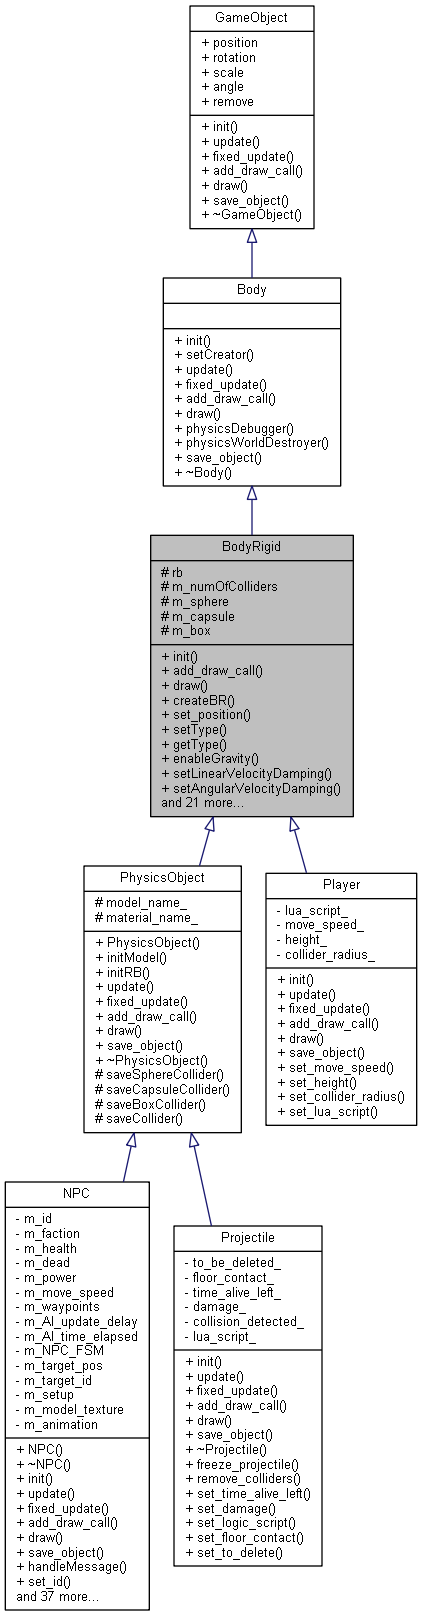 GameObject
+ position
+ rotation
+ scale
+ angle
+ remove
+ init()
+ update()
+ fixed_update()
+ add_draw_call()
+ draw()
+ save_object()
+ ~GameObject()
Body
+ init()
+ setCreator()
+ update()
+ fixed_update()
+ add_draw_call()
+ draw()
+ physicsDebugger()
+ physicsWorldDestroyer()
+ save_object()
+ ~Body()
BodyRigid
# rb
# m_numOfColliders
# m_sphere
# m_capsule
# m_box
+ init()
+ add_draw_call()
+ draw()
+ createBR()
+ set_position()
+ setType()
+ getType()
+ enableGravity()
+ setLinearVelocityDamping()
+ setAngularVelocityDamping()
and 21 more...
PhysicsObject
# model_name_
# material_name_
+ PhysicsObject()
+ initModel()
+ initRB()
+ update()
+ fixed_update()
+ add_draw_call()
+ draw()
+ save_object()
+ ~PhysicsObject()
# saveSphereCollider()
# saveCapsuleCollider()
# saveBoxCollider()
# saveCollider()
Player
- lua_script_
- move_speed_
- height_
- collider_radius_
+ init()
+ update()
+ fixed_update()
+ add_draw_call()
+ draw()
+ save_object()
+ set_move_speed()
+ set_height()
+ set_collider_radius()
+ set_lua_script()
NPC
- m_id
- m_faction
- m_health
- m_dead
- m_power
- m_move_speed
- m_waypoints
- m_AI_update_delay
- m_AI_time_elapsed
- m_NPC_FSM
- m_target_pos
- m_target_id
- m_setup
- m_model_texture
- m_animation
+ NPC()
+ ~NPC()
+ init()
+ update()
+ fixed_update()
+ add_draw_call()
+ draw()
+ save_object()
+ handleMessage()
+ set_id()
and 37 more...
Projectile
- to_be_deleted_
- floor_contact_
- time_alive_left_
- damage_
- collision_detected_
- lua_script_
+ init()
+ update()
+ fixed_update()
+ add_draw_call()
+ draw()
+ save_object()
+ ~Projectile()
+ freeze_projectile()
+ remove_colliders()
+ set_time_alive_left()
+ set_damage()
+ set_logic_script()
+ set_floor_contact()
+ set_to_delete()